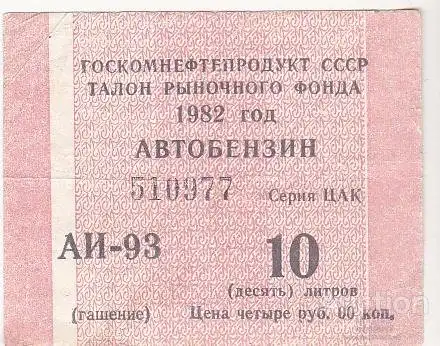 ГОСКОМНЕФТЕПРОДУКТ СССР
ТАЛОН РЫНОЧНОГО ФОНДА
1982 год
АВТОБЕНЗИН
510977 Серия ЦАК
АИ-93 10
(десять) литров
(гашение) Цена четыре руб. 00 коп.